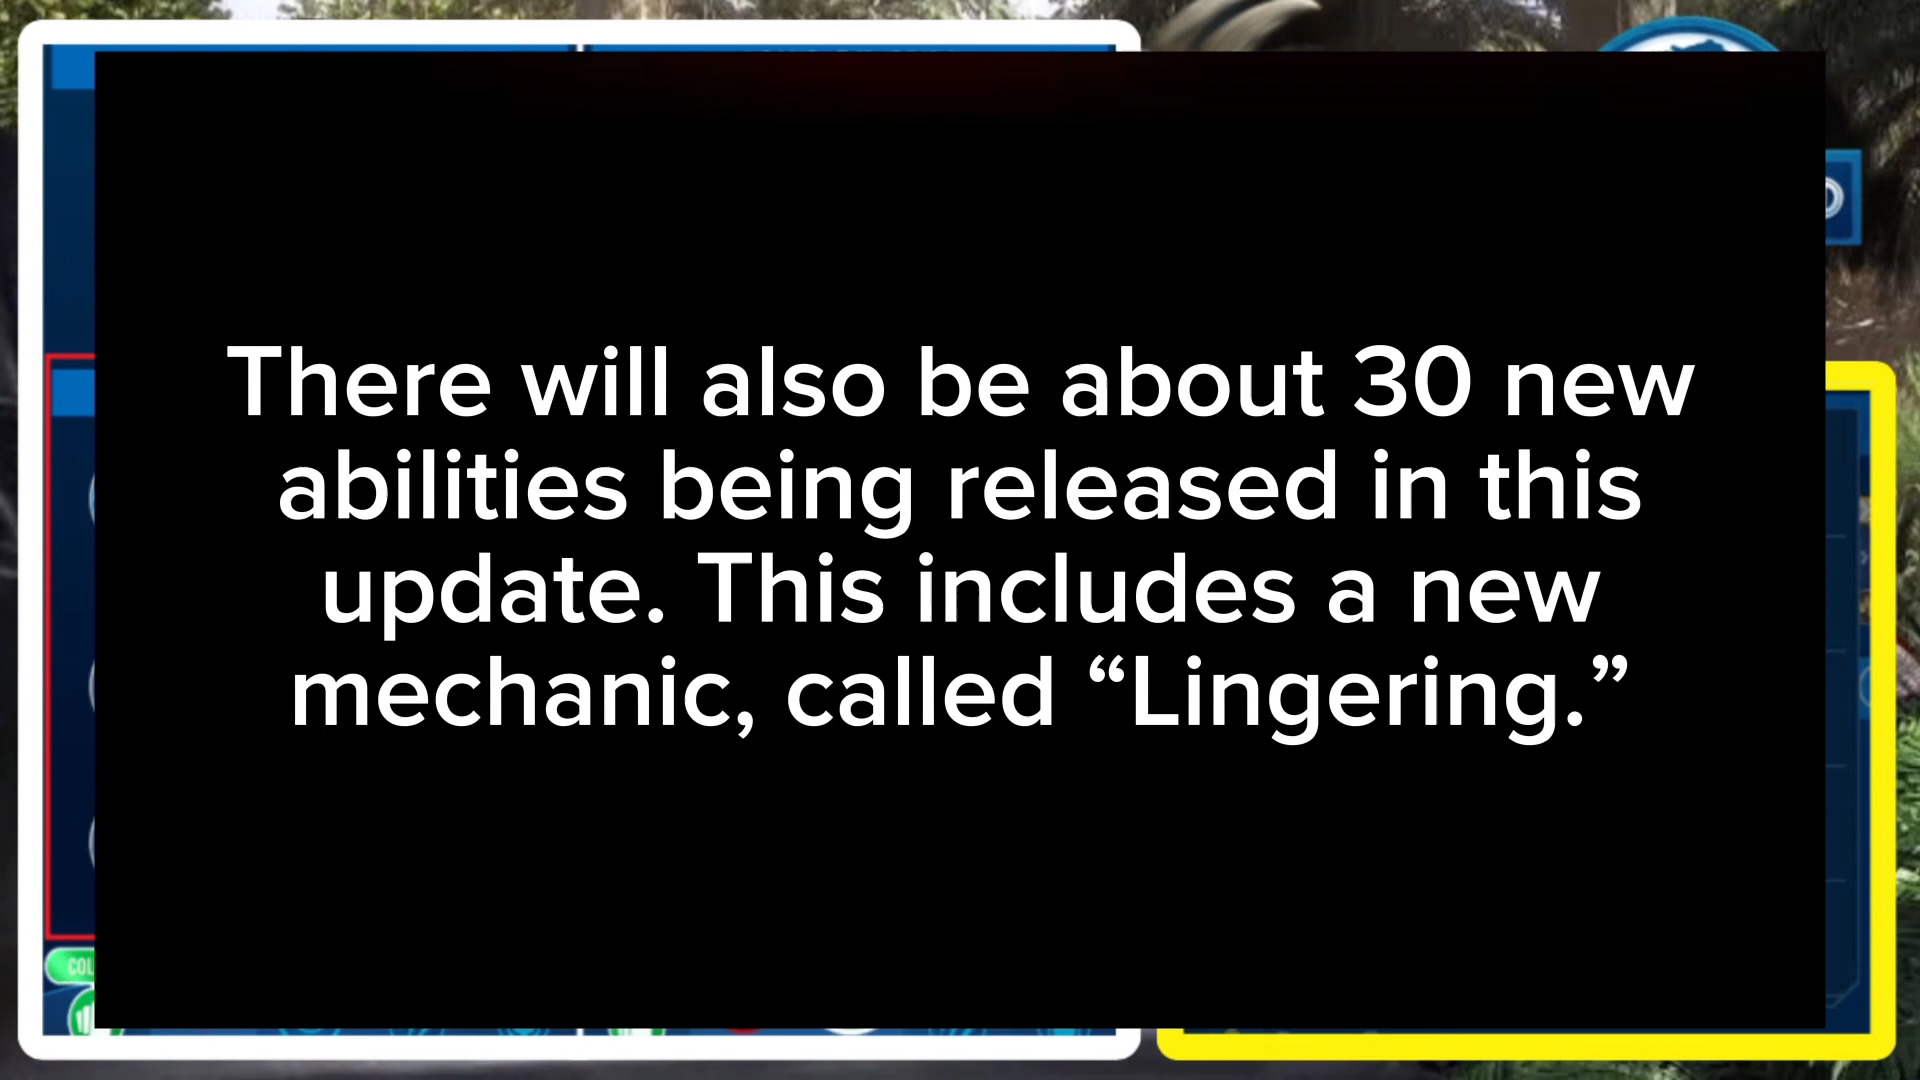 There will also be about 30 new
abilities being released in this
update. This includes a new
mechanic, called “Lingering.”
COL